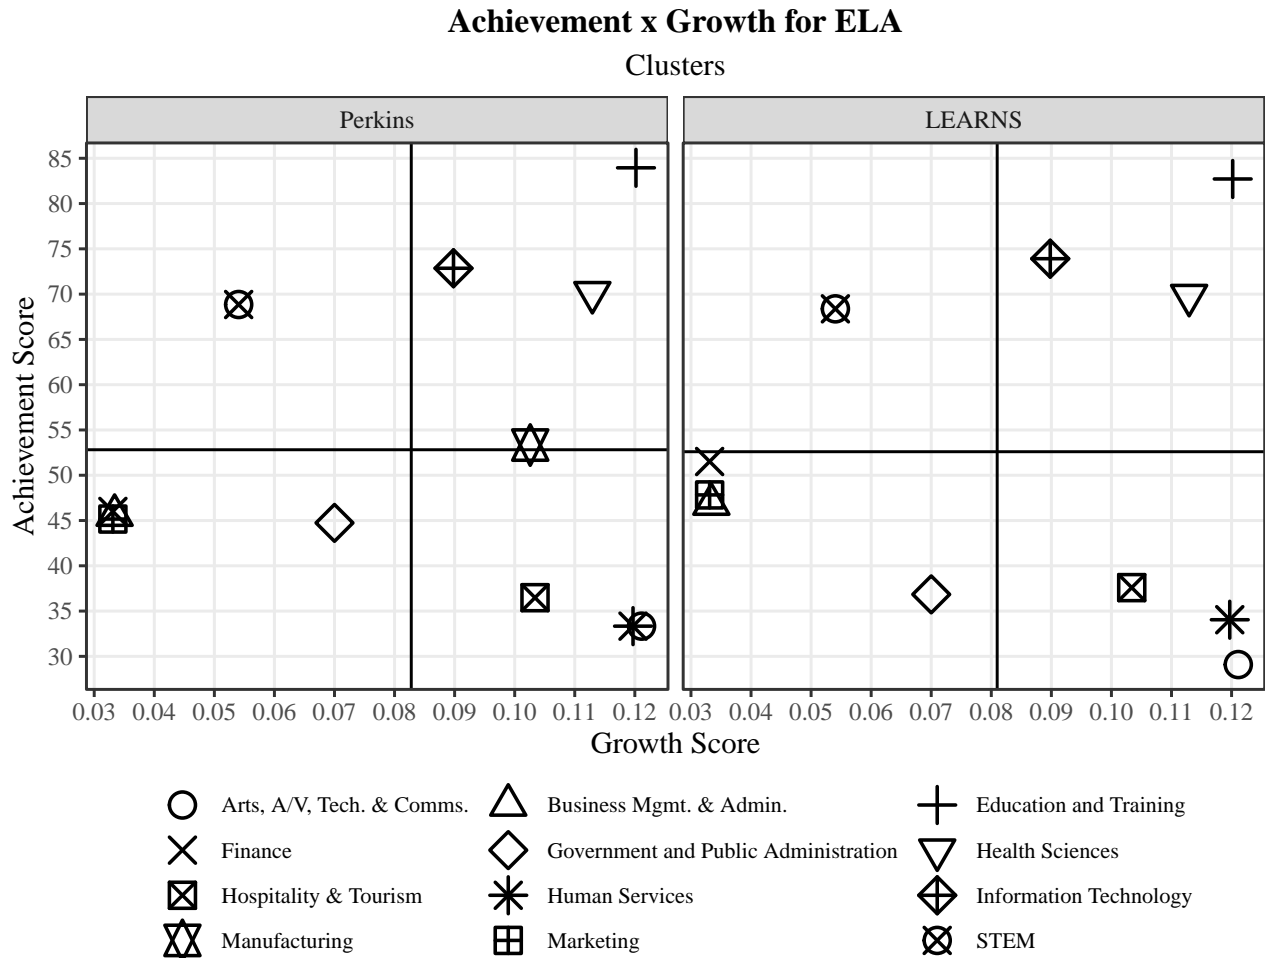 Achievement x Growth for ELA
Clusters
Perkins LEARNS
Achievement Score
85
80
75
70
65
60
55
50
45
40
35
30
0.03 0.04 0.05 0.06 0.07 0.08 0.09 0.10 0.11 0.12 0.03 0.04 0.05 0.06 0.07 0.08 0.09 0.10 0.11 0.12
Growth Score
Arts, A/V, Tech. & Comms. Business Mgmt. & Admin. Education and Training
Finance Government and Public Administration Health Sciences
Hospitality & Tourism Human Services Information Technology
Manufacturing Marketing STEM